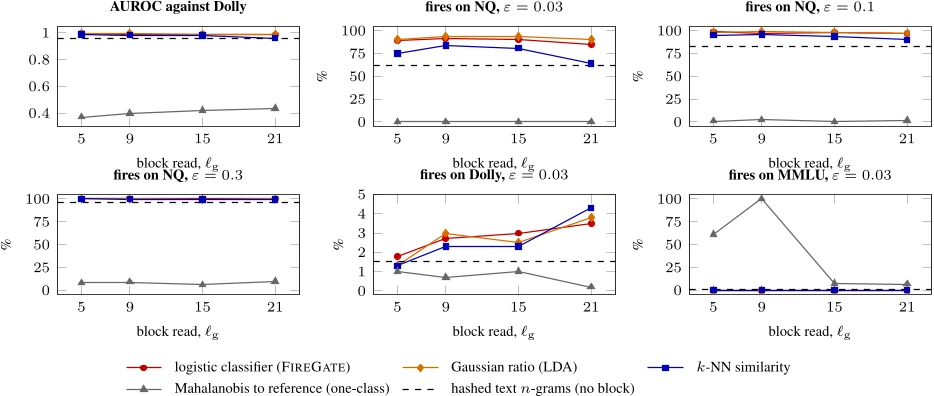 AUROC against Dolly
fires on NQ, ε = 0.03
fires on NQ, ε = 0.1
1
0.8
0.6
0.4
5 9 15 21
block read, ℓg
%
100
75
50
25
0
5 9 15 21
block read, ℓg
%
100
75
50
25
0
5 9 15 21
block read, ℓg
fires on NQ, ε = 0.3
fires on Dolly, ε = 0.03
fires on MMLU, ε = 0.03
%
100
75
50
25
0
5 9 15 21
block read, ℓg
%
5
4
3
2
1
0
5 9 15 21
block read, ℓg
%
100
75
50
25
0
5 9 15 21
block read, ℓg
logistic classifier (FIREGATE)
Gaussian ratio (LDA)
k-NN similarity
Mahalanobis to reference (one-class)
hashed text n-grams (no block)